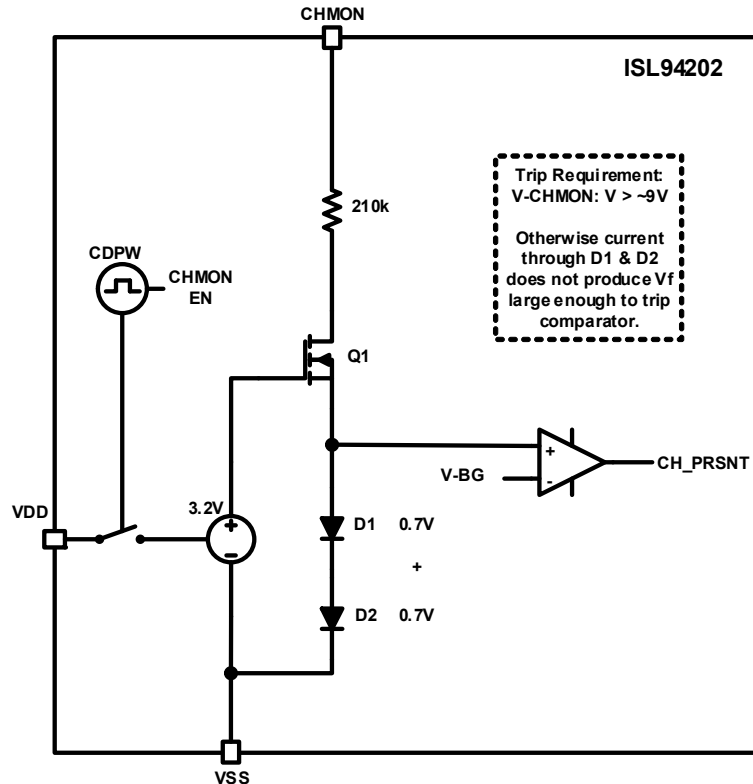 CHMON
ISL94202
Trip Requirement:
V-CHMON: V > ~9V
Otherwise current
through D1 & D2
does not produce Vf
large enough to trip
comparator.
210k
CDPW
CHMON
EN
Q1
+
-
V-BG
CH_PRSNT
3.2V
VDD
+
-
D1 0.7V
+
D2 0.7V
VSS